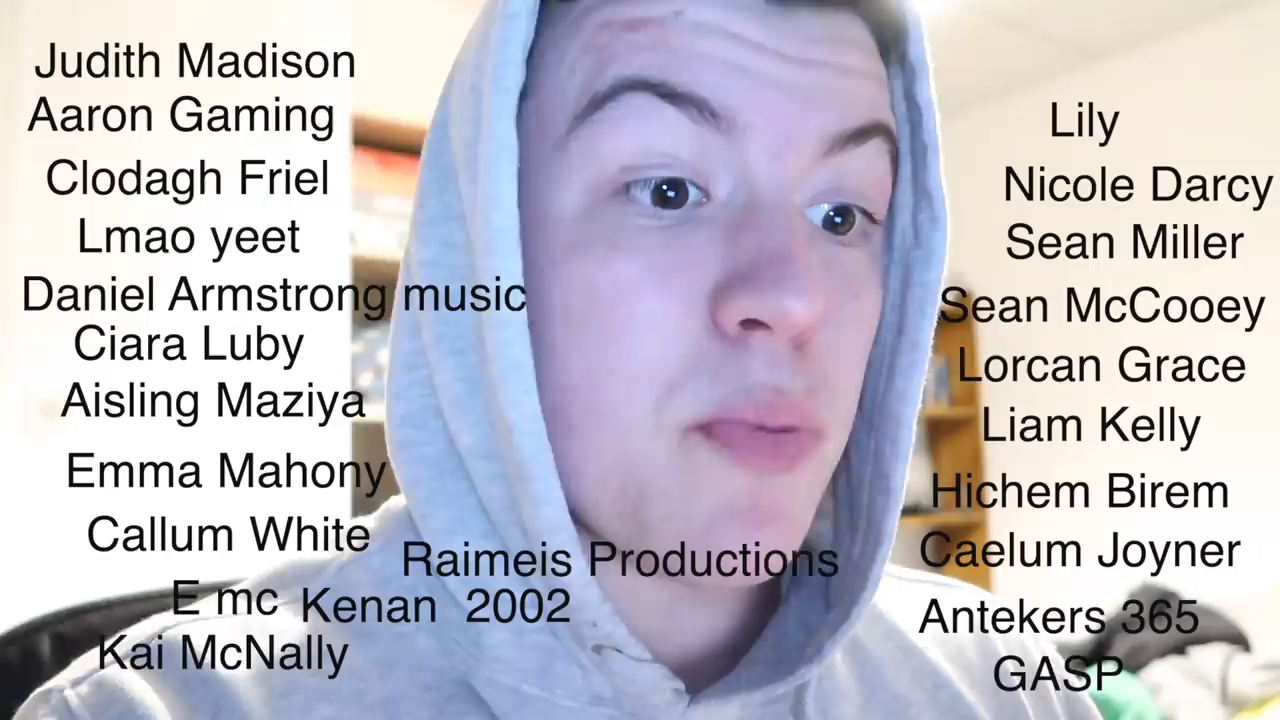 Judith Madison
Aaron Gaming
Clodagh Friel
Lmao yeet
Daniel Armstrong music
Ciara Luby
Aisling Maziya
Emma Mahony
Callum White
E mc
Kai McNally
Raimeis Productions
Kenan 2002
Lily
Nicole Darcy
Sean Miller
Sean McCooey
Lorcan Grace
Liam Kelly
Hichem Birem
Caelum Joyner
Antekers 365
GASP